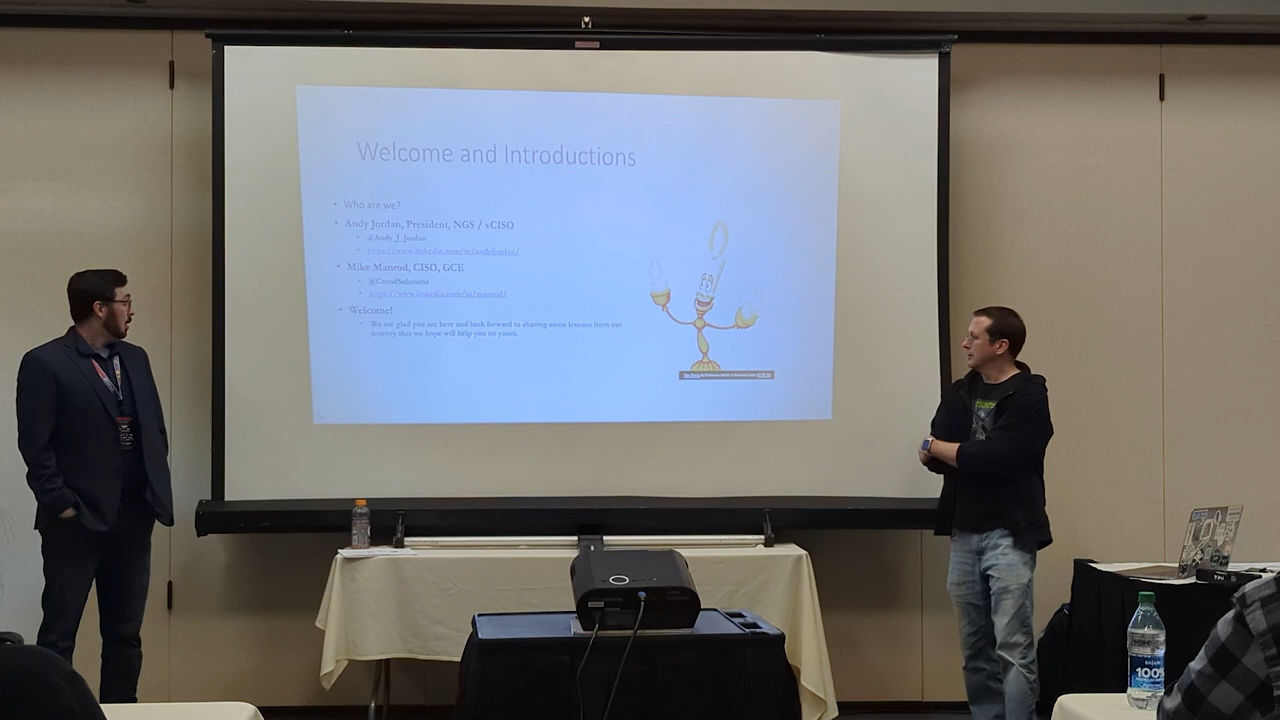 Welcome and Introductions
• Who are we?
• Andy Jordan, President, NGS / vCISO
• @Andy_J_Jordan
• https://www.linkedin.com/in/andyjordan/
• Mike Manrod, CISO, GCE
• @CroodSolutions
• https://www.linkedin.com/in/manrod/
• Welcome!
• We are glad you are here and look forward to sharing some lessons from our
journey that we hope will help you on yours.
100%